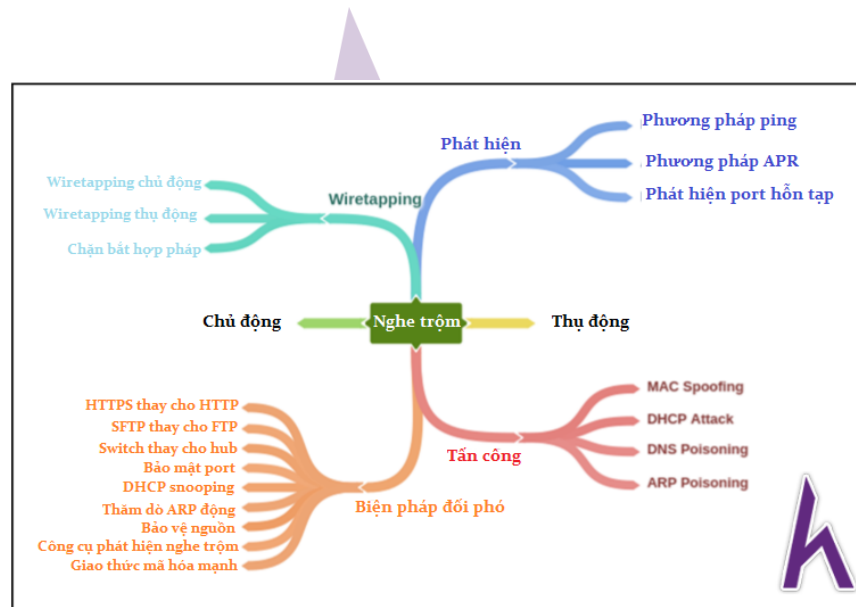 Phát hiện
Phương pháp ping
Phương pháp APR
Phát hiện port hỗn tạp
Wiretapping
Wiretapping chủ động
Wiretapping thụ động
Chặn bắt hợp pháp
Chủ động
Nghe trộm
Thụ động
Tấn công
MAC Spoofing
DHCP Attack
DNS Poisoning
ARP Poisoning
Biện pháp đối phó
HTTPS thay cho HTTP
SFTP thay cho FTP
Switch thay cho hub
Bảo mật port
DHCP snooping
Thăm dò ARP động
Bảo vệ nguồn
Công cụ phát hiện nghe trộm
Giao thức mã hóa mạnh